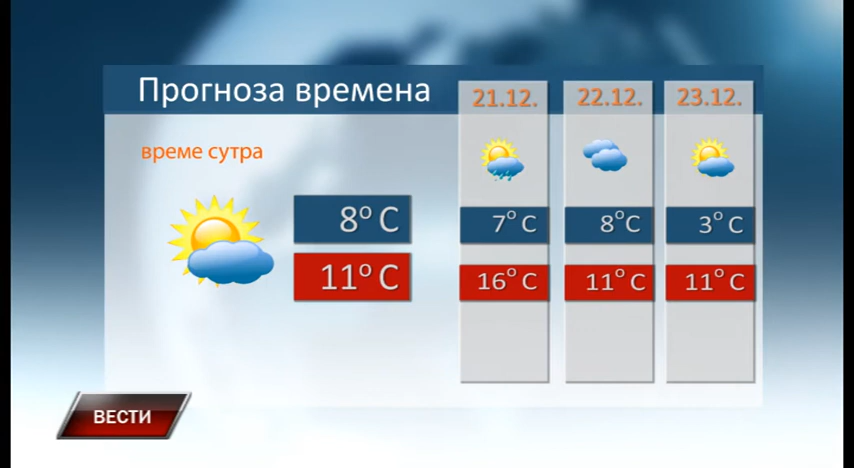 Прогноза времена
време сутра
8° C
11° C
21.12.
22.12.
23.12.
7° C
8°C
3° C
16° C
11° C
11° C
ВЕСТИ